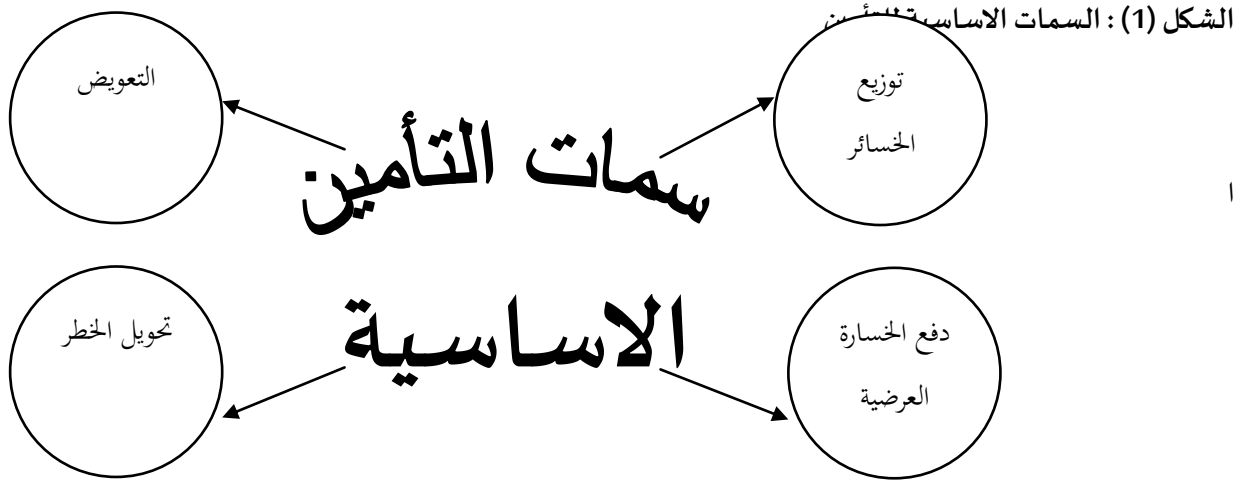 الشكل (1) : السمات الاساسية للتأمين
توزيع
الخسائر
التعويض
سمات التأمين
الاساسية
ا
دفع الخسارة
العرضية
تحويل الخطر